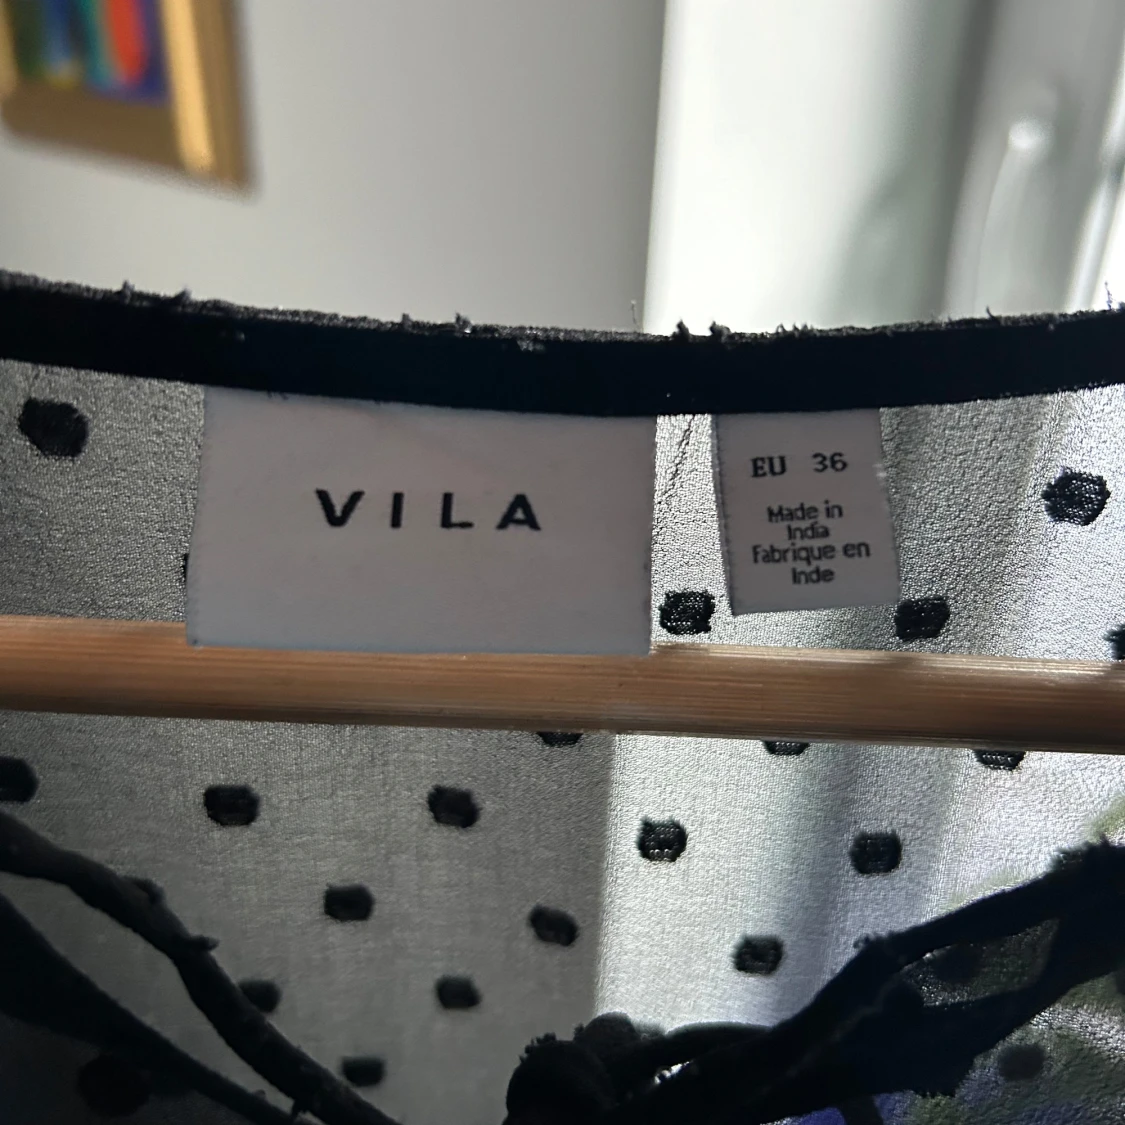 VILA
EU 36
Made in
India
Fabrique en
Inde